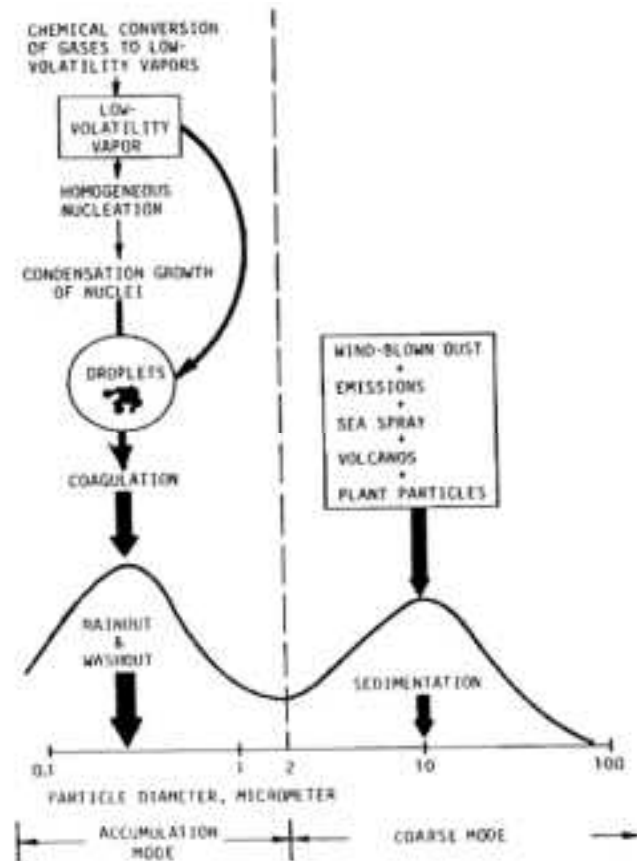 CHEMICAL CONVERSION
OF GASES TO LOW-
VOLATILITY VAPORS
LOW-
VOLATILITY
VAPOR
HOMOGENEOUS
NUCLEATION
CONDENSATION GROWTH
OF NUCLEI
DROPLETS
COAGULATION
RAINOUT
&
WASHOUT
WIND-BLOWN DUST
+
EMISSIONS
+
SEA SPRAY
+
VOLCANOS
+
PLANT PARTICLES
SEDIMENTATION
0.1 1 2 10 100
PARTICLE DIAMETER, MICROMETER
ACCUMULATION
MODE
COARSE MODE